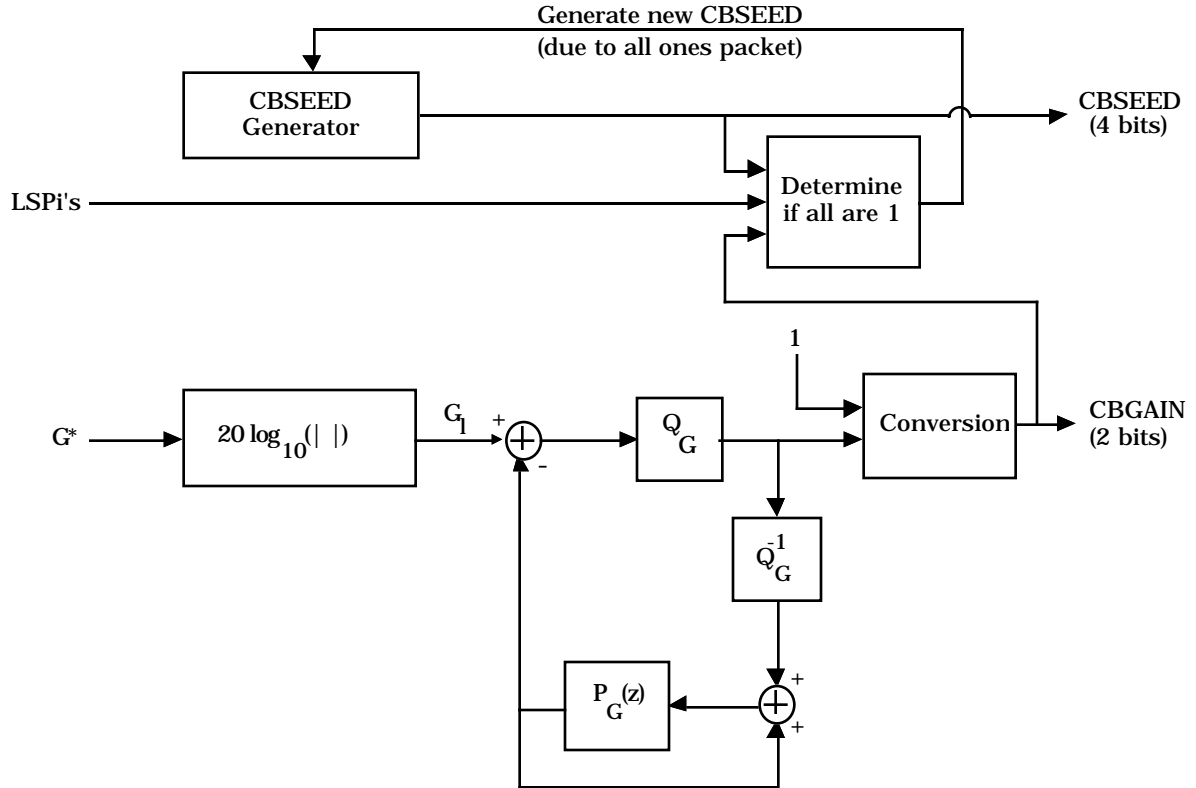 Generate new CBSEED
(due to all ones packet)
CBSEED
Generator
CBSEED
(4 bits)
LSPi's
Determine
if all are 1
1
G*
20 log10(| |)
Gl
+
-
QG
Conversion
CBGAIN
(2 bits)
QG-1
PG(z)
+
+